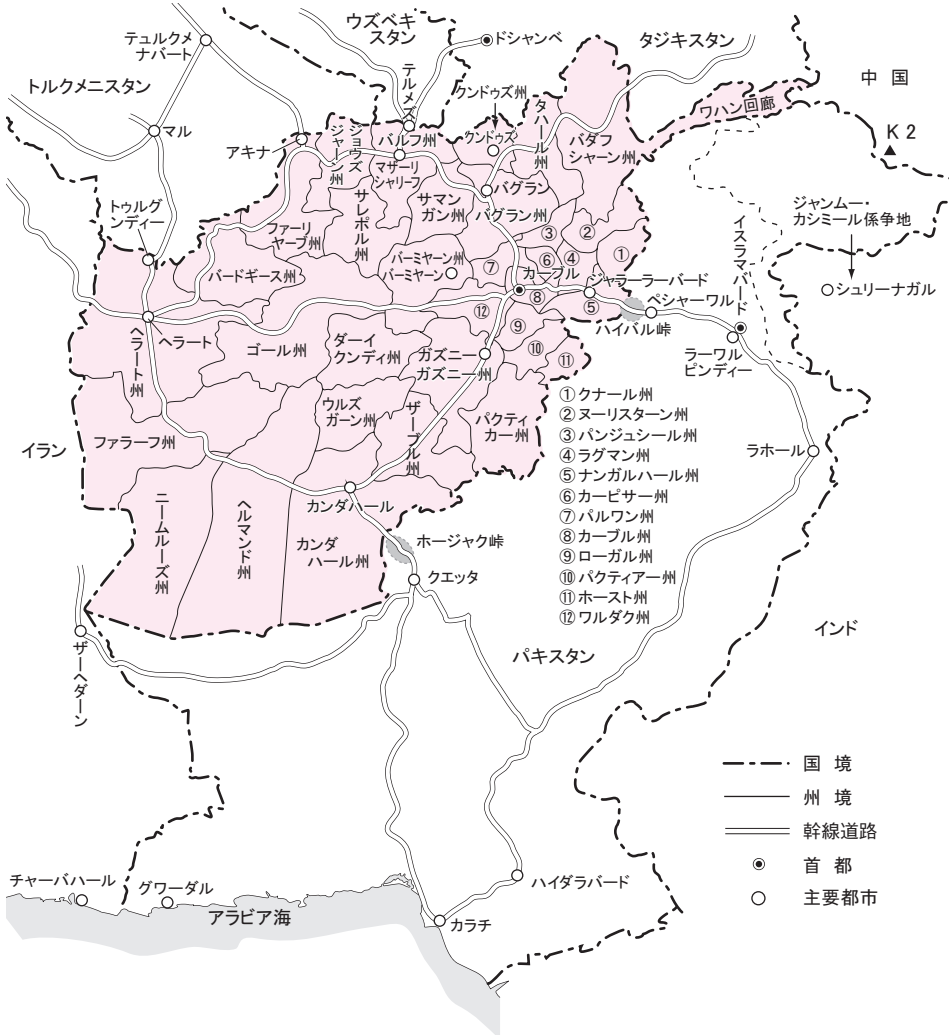 ウズベキ
スタン
テュルクメ
ナバート
ドシャンベ
タジキスタン
トルクメニスタン
テルメズ
クンドゥズ州
中国
ワハン回廊
K2
マル
アキナ
ジョウズ
ジャーン州
バルフ州
クンドゥズ
タハール州
バダフ
シャーン州
マザーリ
シャリーフ
バグラン
トゥルグ
ンディー
サレポル州
サマン
ガン州
バグラン州
ジャンムー・
カシミール係争地
ファーリ
ヤーブ州
③
②
イスラマバード
バードギース州
バーミヤーン州
バーミヤーン
⑦
⑥
④
①
カーブル
ジャラーラーバード
シュリーナガル
⑫
⑧
⑤
ペシャーワル
ハイバル峠
ヘラート
⑨
ヘラート州
ゴール州
ダーイ
クンディ州
ガズニー
ガズニー州
⑩
⑪
ラーワル
ピンディー
ウルズ
ガーン州
ザーブル州
パクティ
カー州
①クナール州
②ヌーリスターン州
③パンジュシール州
④ラグマン州
⑤ナンガルハール州
⑥カーピサー州
⑦パルワン州
⑧カーブル州
⑨ローガル州
⑩パクティアー州
⑪ホースト州
⑫ワルダク州
イラン
ファラーフ州
ラホール
ニームルーズ州
ヘルマンド州
カンダハール
カンダ
ハール州
ホージャク峠
クエッタ
ザーヘダーン
パキスタン
インド
国境
州境
幹線道路
首都
主要都市
チャーバハール
グワーダル
アラビア海
ハイダラバード
カラチ